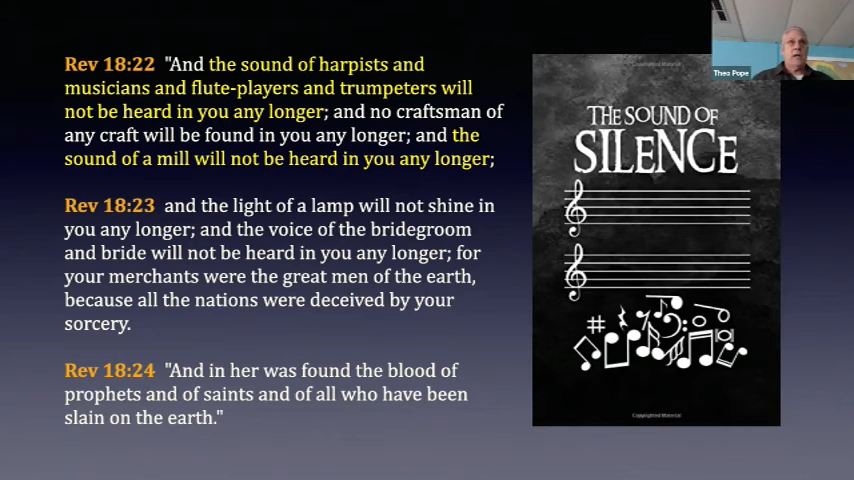 Rev 18:22 "And the sound of harpists and
musicians and flute-players and trumpeters will
not be heard in you any longer; and no craftsman of
any craft will be found in you any longer; and the
sound of a mill will not be heard in you any longer;
Rev 18:23 and the light of a lamp will not shine in
you any longer; and the voice of the bridegroom
and bride will not be heard in you any longer; for
your merchants were the great men of the earth,
because all the nations were deceived by your
sorcery.
Rev 18:24 "And in her was found the blood of
prophets and of saints and of all who have been
slain on the earth."
Copyrighted Material
THE SOUND OF
SILENCE
Copyrighted Material
Thea Pope